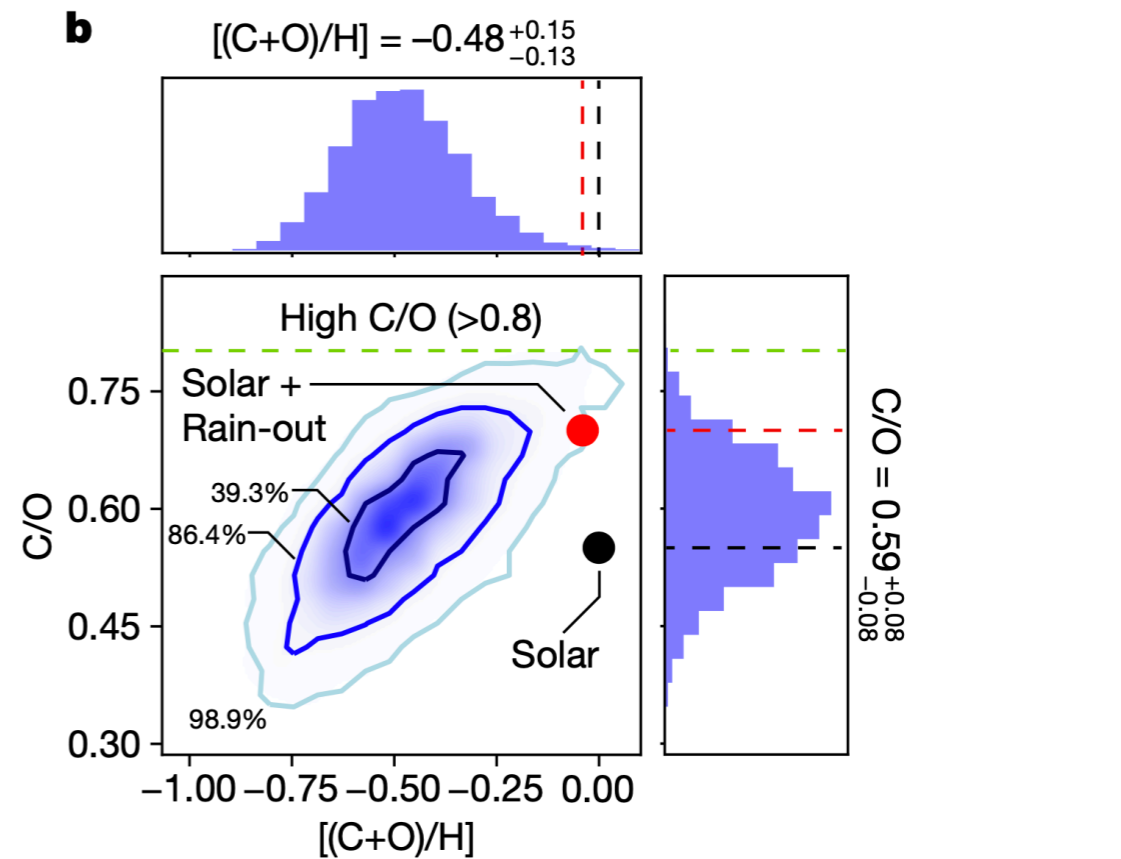 b
[(C+O)/H] = −0.48 +0.15 −0.13
High C/O (>0.8)
Solar +
Rain-out
39.3%
86.4%
98.9%
Solar
0.75
0.60
0.45
0.30
C/O
−1.00 −0.75 −0.50 −0.25 0.00
[(C+O)/H]
C/O = 0.59 +0.08 −0.08